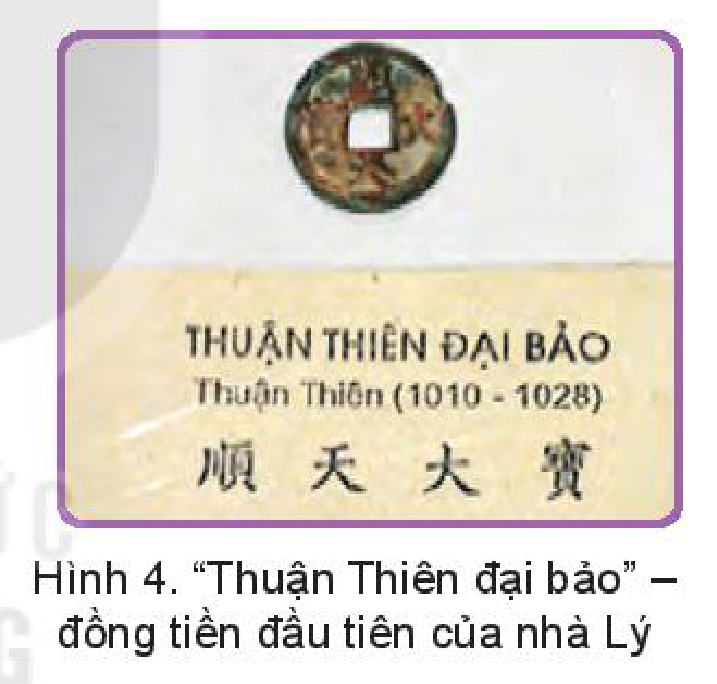 THUẬN THIÊN ĐẠI BẢO
Thuận Thiên (1010 - 1028)
順 天 大 寶
Hình 4. “Thuận Thiên đại bảo” –
đồng tiền đầu tiên của nhà Lý